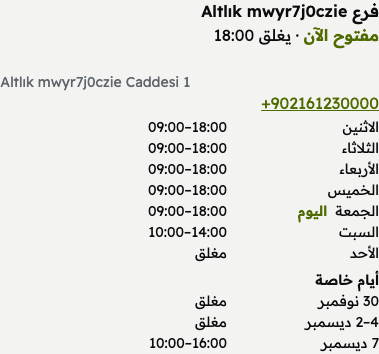 فرع Altlık mwyr7j0czie
مفتوح الآن · يغلق 18:00
Altlık mwyr7j0czie Caddesi 1
+902161230000
الاثنين 09:00–18:00
الثلاثاء 09:00–18:00
الأربعاء 09:00–18:00
الخميس 09:00–18:00
الجمعة اليوم 09:00–18:00
السبت 10:00–14:00
الأحد مغلق
أيام خاصة
30 نوفمبر مغلق
2–4 ديسمبر مغلق
7 ديسمبر 10:00–16:00